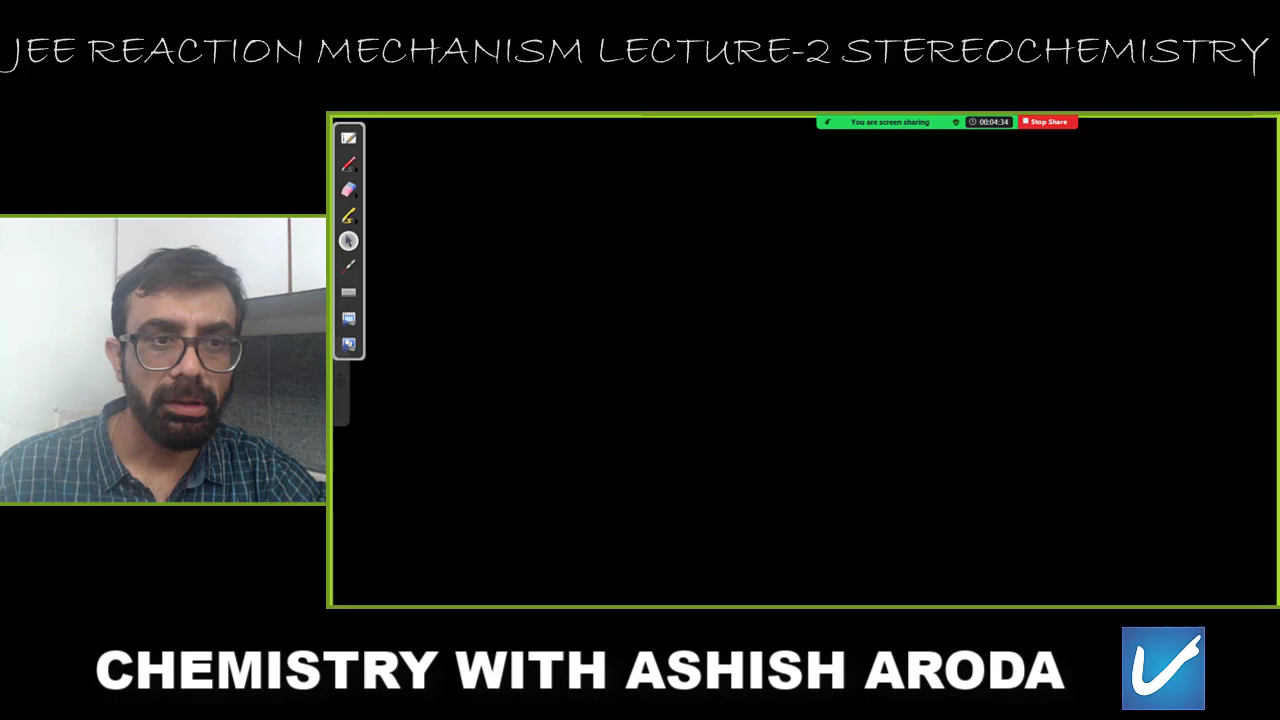 JEE REACTION MECHANISM LECTURE-2 STEREOCHEMISTRY
You are screen sharing 00:04:34 Stop Share
CHEMISTRY WITH ASHISH ARODA